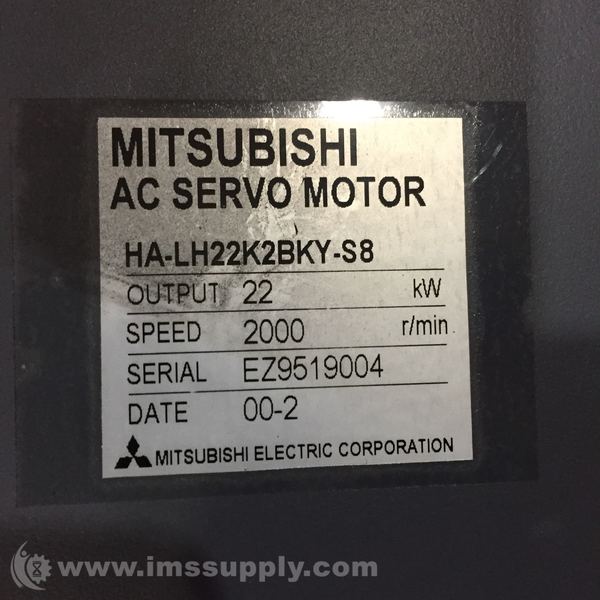 MITSUBISHI
AC SERVO MOTOR
HA-LH22K2BKY-S8
OUTPUT 22 kW
SPEED 2000 r/min
SERIAL EZ9519004
DATE 00-2
MITSUBISHI ELECTRIC CORPORATION
www.imssupply.com